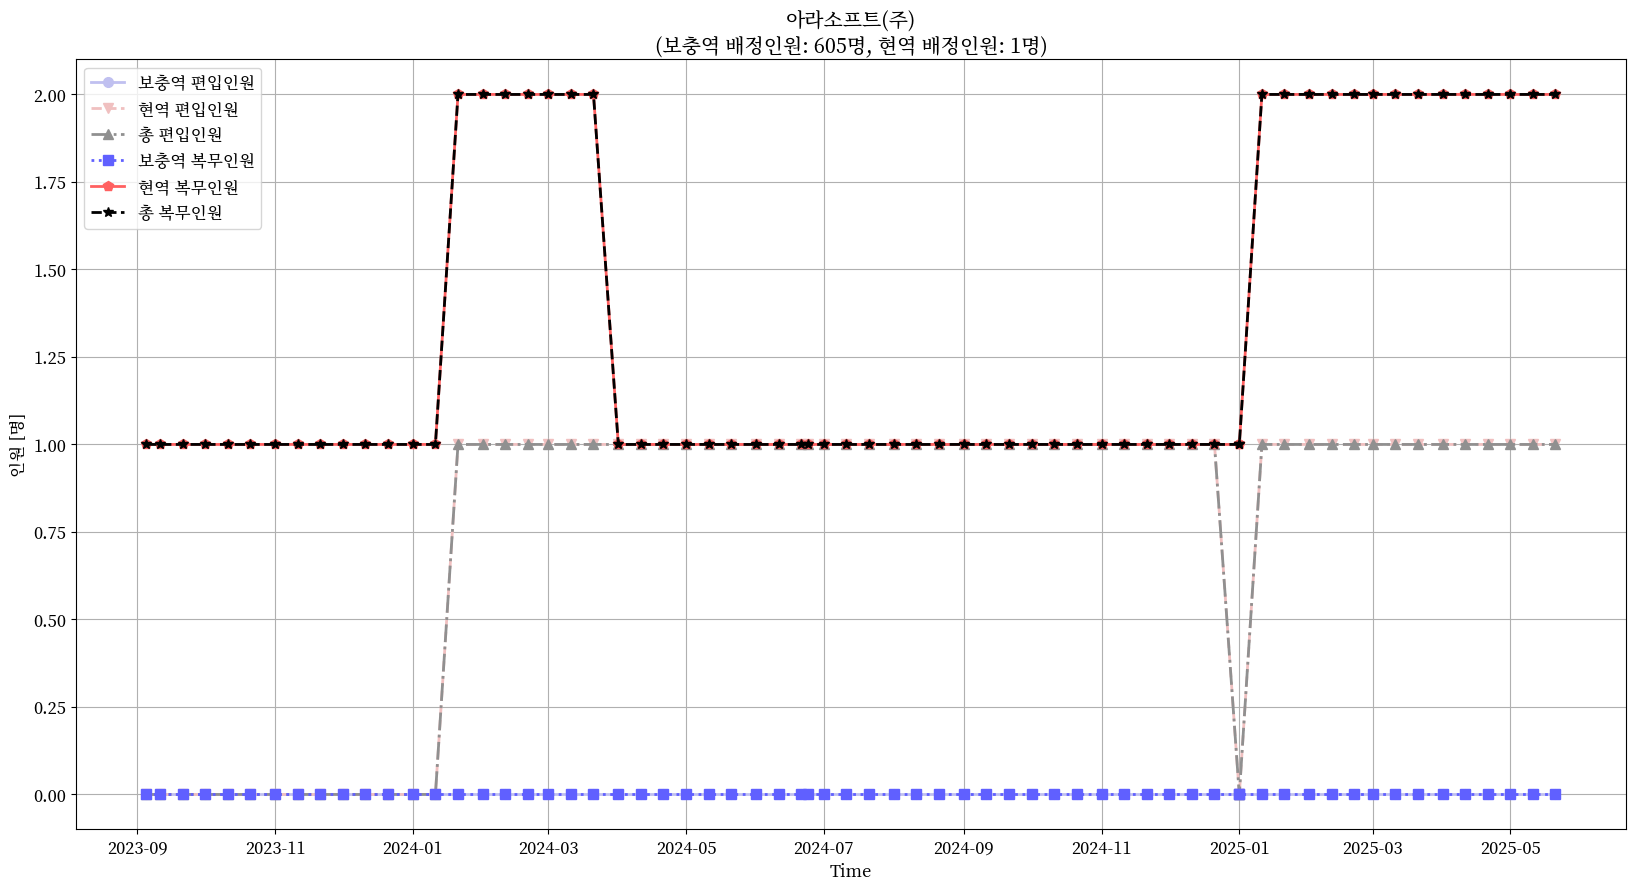 아라소프트(주)
(보충역 배정인원: 605명, 현역 배정인원: 1명)
보충역 편입인원
현역 편입인원
총 편입인원
보충역 복무인원
현역 복무인원
총 복무인원
인원 [명]
2.00
1.75
1.50
1.25
1.00
0.75
0.50
0.25
0.00
2023-09
2023-11
2024-01
2024-03
2024-05
2024-07
2024-09
2024-11
2025-01
2025-03
2025-05
Time